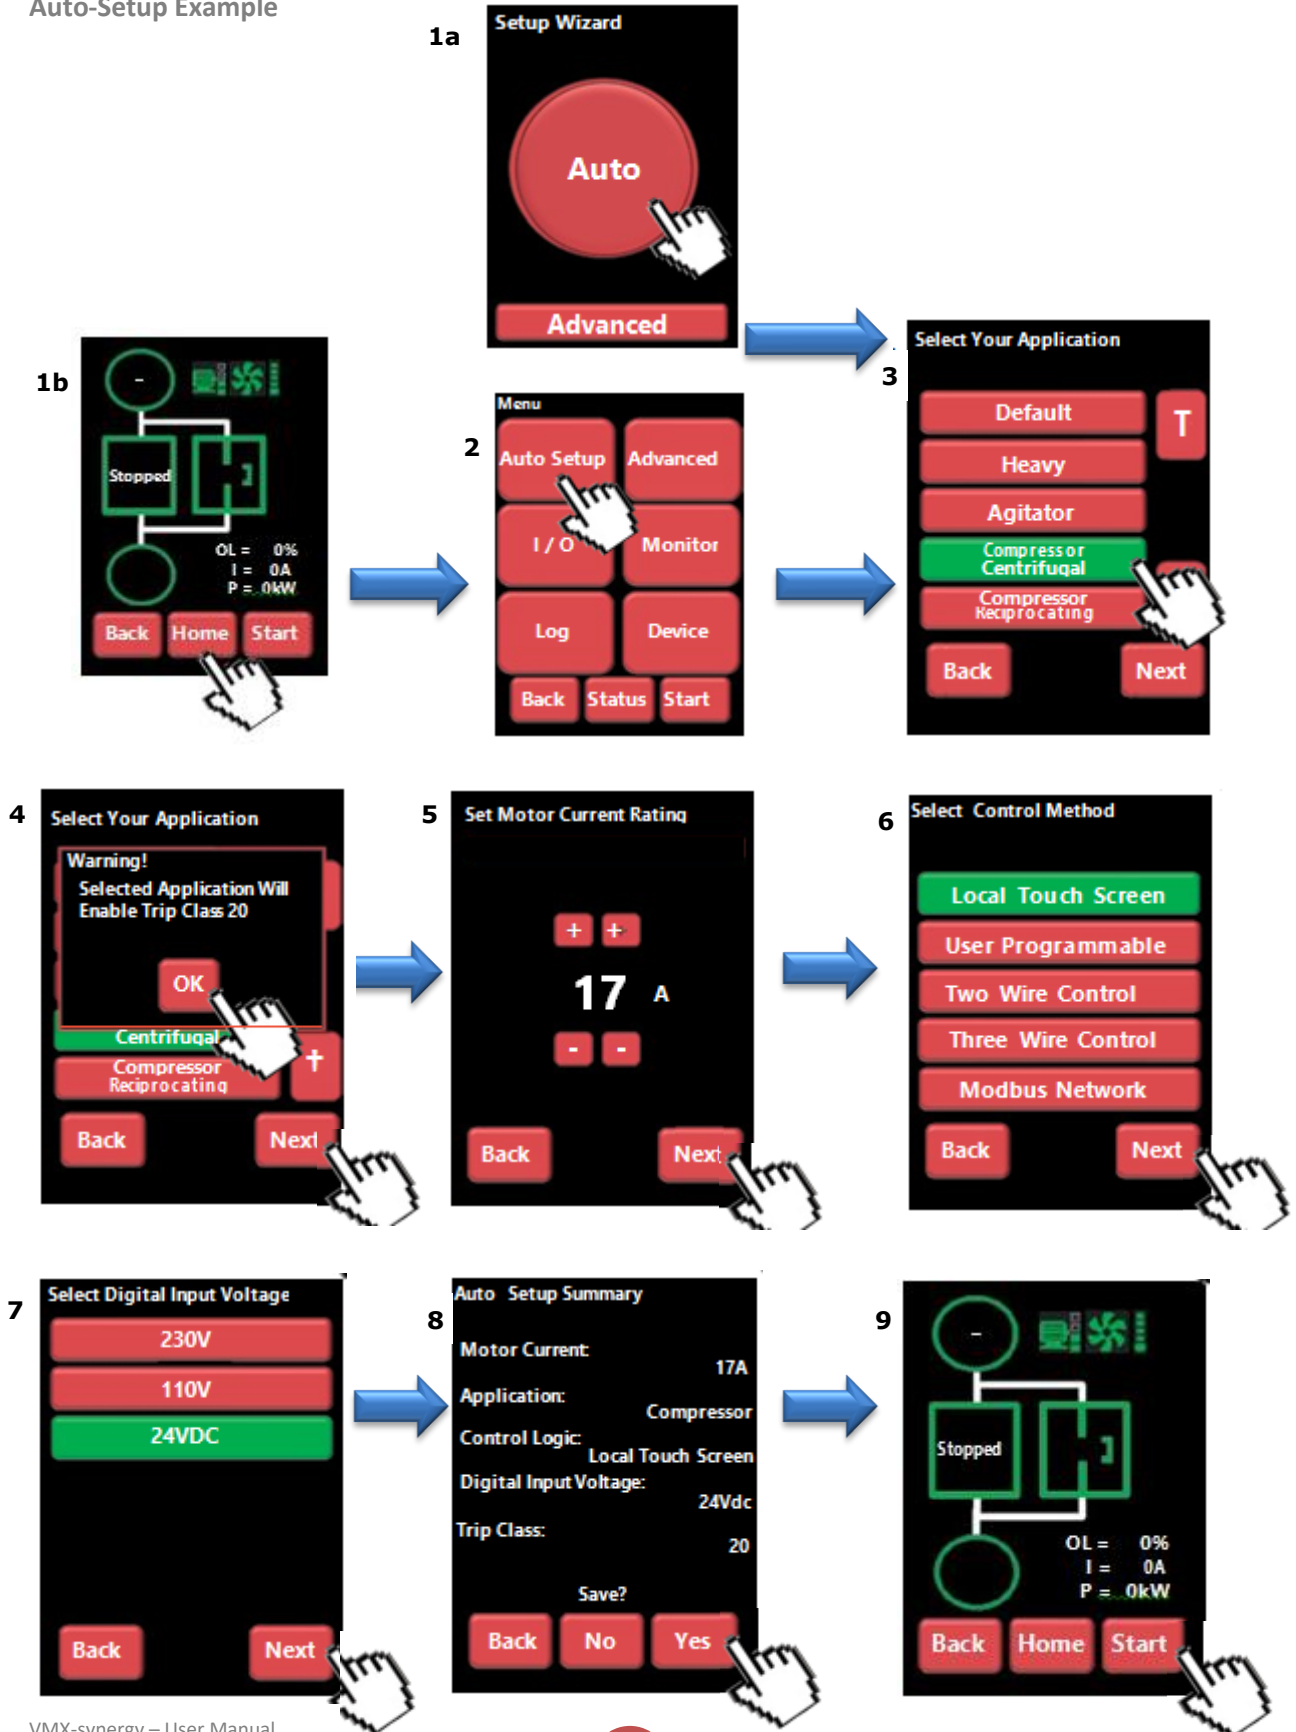 Auto-Setup Example
1a
Setup Wizard
Auto
Advanced
1b
-
Stopped
OL = 0%
I = 0A
P = 0kW
Back Home Start
2
Menu
Auto Setup Advanced
I / O Monitor
Log Device
Back Status Start
3
Select Your Application
Default
Heavy
Agitator
Compressor
Centrifugal
Compressor
Reciprocating
Back Next
4
Select Your Application
Warning!
Selected Application Will
Enable Trip Class 20
OK
Centrifugal
Compressor
Reciprocating
Back Next
5
Set Motor Current Rating
+ +
17 A
- -
Back Next
6
Select Control Method
Local Touch Screen
User Programmable
Two Wire Control
Three Wire Control
Modbus Network
Back Next
7
Select Digital Input Voltage
230V
110V
24VDC
Back Next
8
Auto Setup Summary
Motor Current:
17A
Application:
Compressor
Control Logic:
Local Touch Screen
Digital Input Voltage:
24Vdc
Trip Class:
20
Save?
Back No Yes
9
-
Stopped
OL = 0%
I = 0A
P = 0kW
Back Home Start
VMX-synergy – User Manual